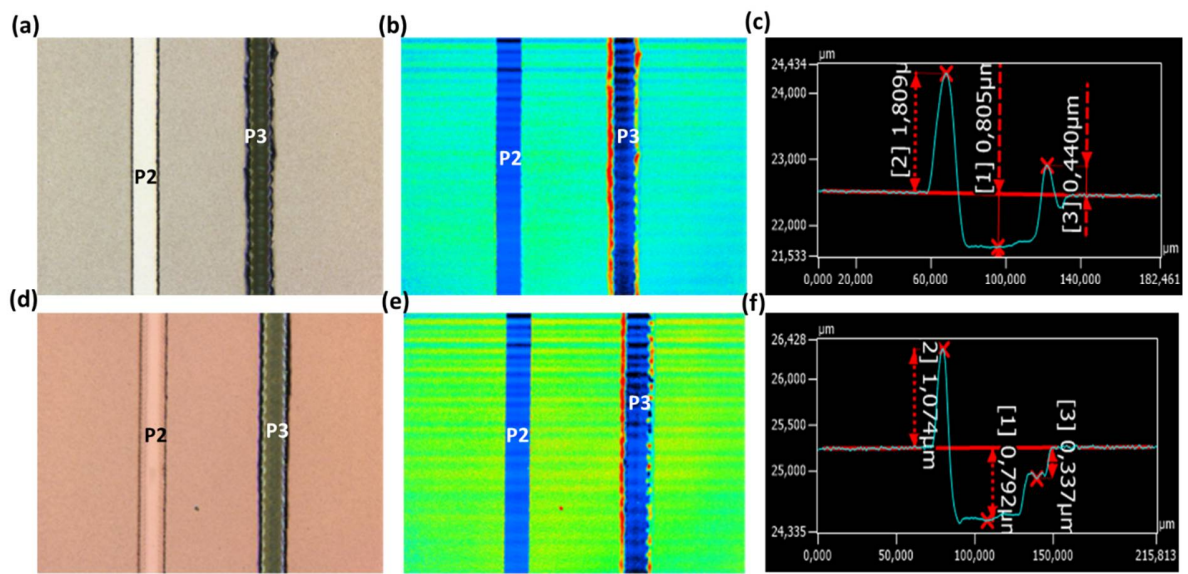 (a)
P2
P3
(b)
P2
P3
(c)
µm
24,434
24,000
23,000
22,000
21,533
[2] 1,809µ
[1] 0,805µm
[3] 0,440µm
µm
0,000 20,000 60,000 100,000 140,000 182,461
(d)
P2
P3
(e)
P2
P3
(f)
µm
26,428
26,000
25,500
25,000
24,335
2] 1,074µm
[1] 0,792µm
[3] 0,337µm
µm
0,000 50,000 100,000 150,000 215,813